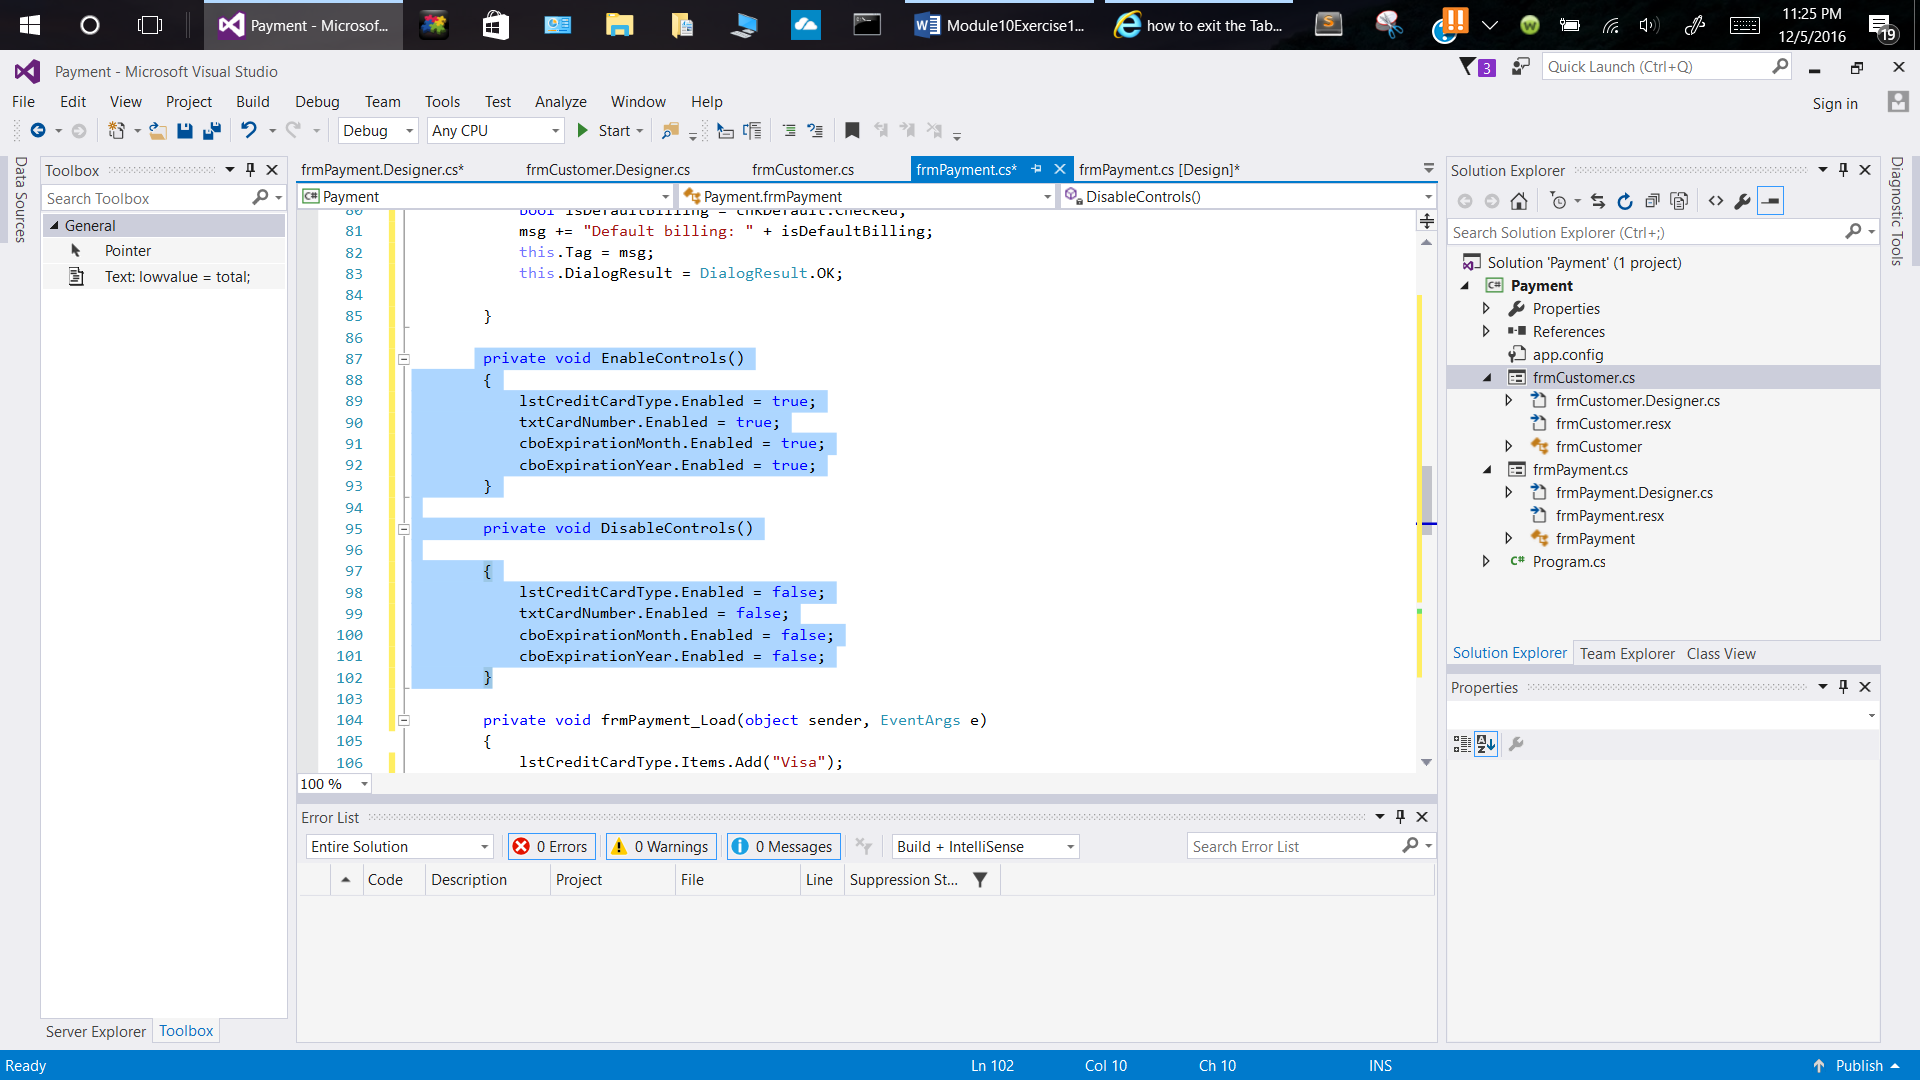 Payment - Microsof...
Module10Exercise1...
how to exit the Tab...
11:25 PM
12/5/2016
19
Payment - Microsoft Visual Studio
3
Quick Launch (Ctrl+Q)
File Edit View Project Build Debug Team Tools Test Analyze Window Help
Sign in
Debug Any CPU Start
Data Sources
Toolbox
Search Toolbox
General
Pointer
Text: lowvalue = total;
Server Explorer Toolbox
frmPayment.Designer.cs* frmCustomer.Designer.cs frmCustomer.cs frmPayment.cs* frmPayment.cs [Design]*
Payment Payment.frmPayment DisableControls()
80 bool isDefaultBilling = chkDefault.Checked;
81 msg += "Default billing: " + isDefaultBilling;
82 this.Tag = msg;
83 this.DialogResult = DialogResult.OK;
84
85 }
86
87 private void EnableControls()
88 {
89 lstCreditCardType.Enabled = true;
90 txtCardNumber.Enabled = true;
91 cboExpirationMonth.Enabled = true;
92 cboExpirationYear.Enabled = true;
93 }
94
95 private void DisableControls()
96
97 {
98 lstCreditCardType.Enabled = false;
99 txtCardNumber.Enabled = false;
100 cboExpirationMonth.Enabled = false;
101 cboExpirationYear.Enabled = false;
102 }
103
104 private void frmPayment_Load(object sender, EventArgs e)
105 {
106 lstCreditCardType.Items.Add("Visa");
100 %
Error List
Entire Solution 0 Errors 0 Warnings 0 Messages Build + IntelliSense Search Error List
Code Description Project File Line Suppression St...
Solution Explorer
Search Solution Explorer (Ctrl+;)
Solution 'Payment' (1 project)
C# Payment
Properties
References
app.config
frmCustomer.cs
frmCustomer.Designer.cs
frmCustomer.resx
frmCustomer
frmPayment.cs
frmPayment.Designer.cs
frmPayment.resx
frmPayment
C# Program.cs
Solution Explorer Team Explorer Class View
Properties
Diagnostic Tools
Ready Ln 102 Col 10 Ch 10 INS Publish